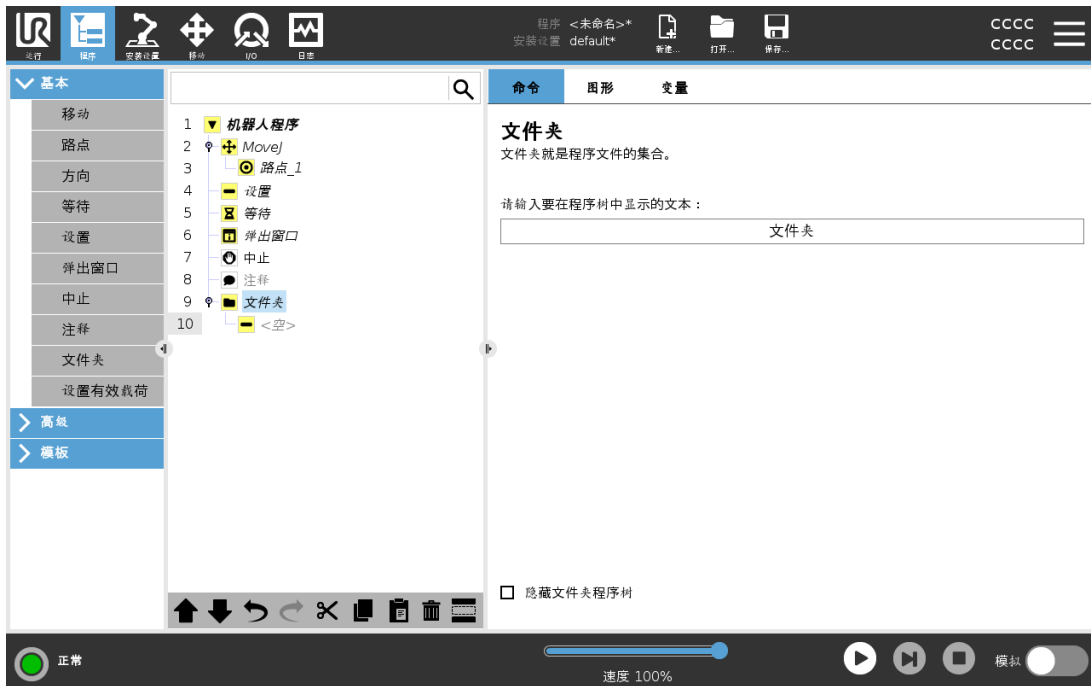 UR
运行
程序
安装设置
移动
I/O
日志
程序 <未命名>*
安装设置 default*
新建...
打开...
保存...
CCCC
CCCC
基本
移动
路点
方向
等待
设置
弹出窗口
中止
注释
文件夹
设置有效载荷
高级
模板
1 机器人程序
2 MoveJ
3 路点_1
4 设置
5 等待
6 弹出窗口
7 中止
8 注释
9 文件夹
10 <空>
命令 图形 变量
文件夹
文件夹就是程序文件的集合。
请输入要在程序树中显示的文本：
文件夹
隐藏文件夹程序树
正常
速度 100%
模拟